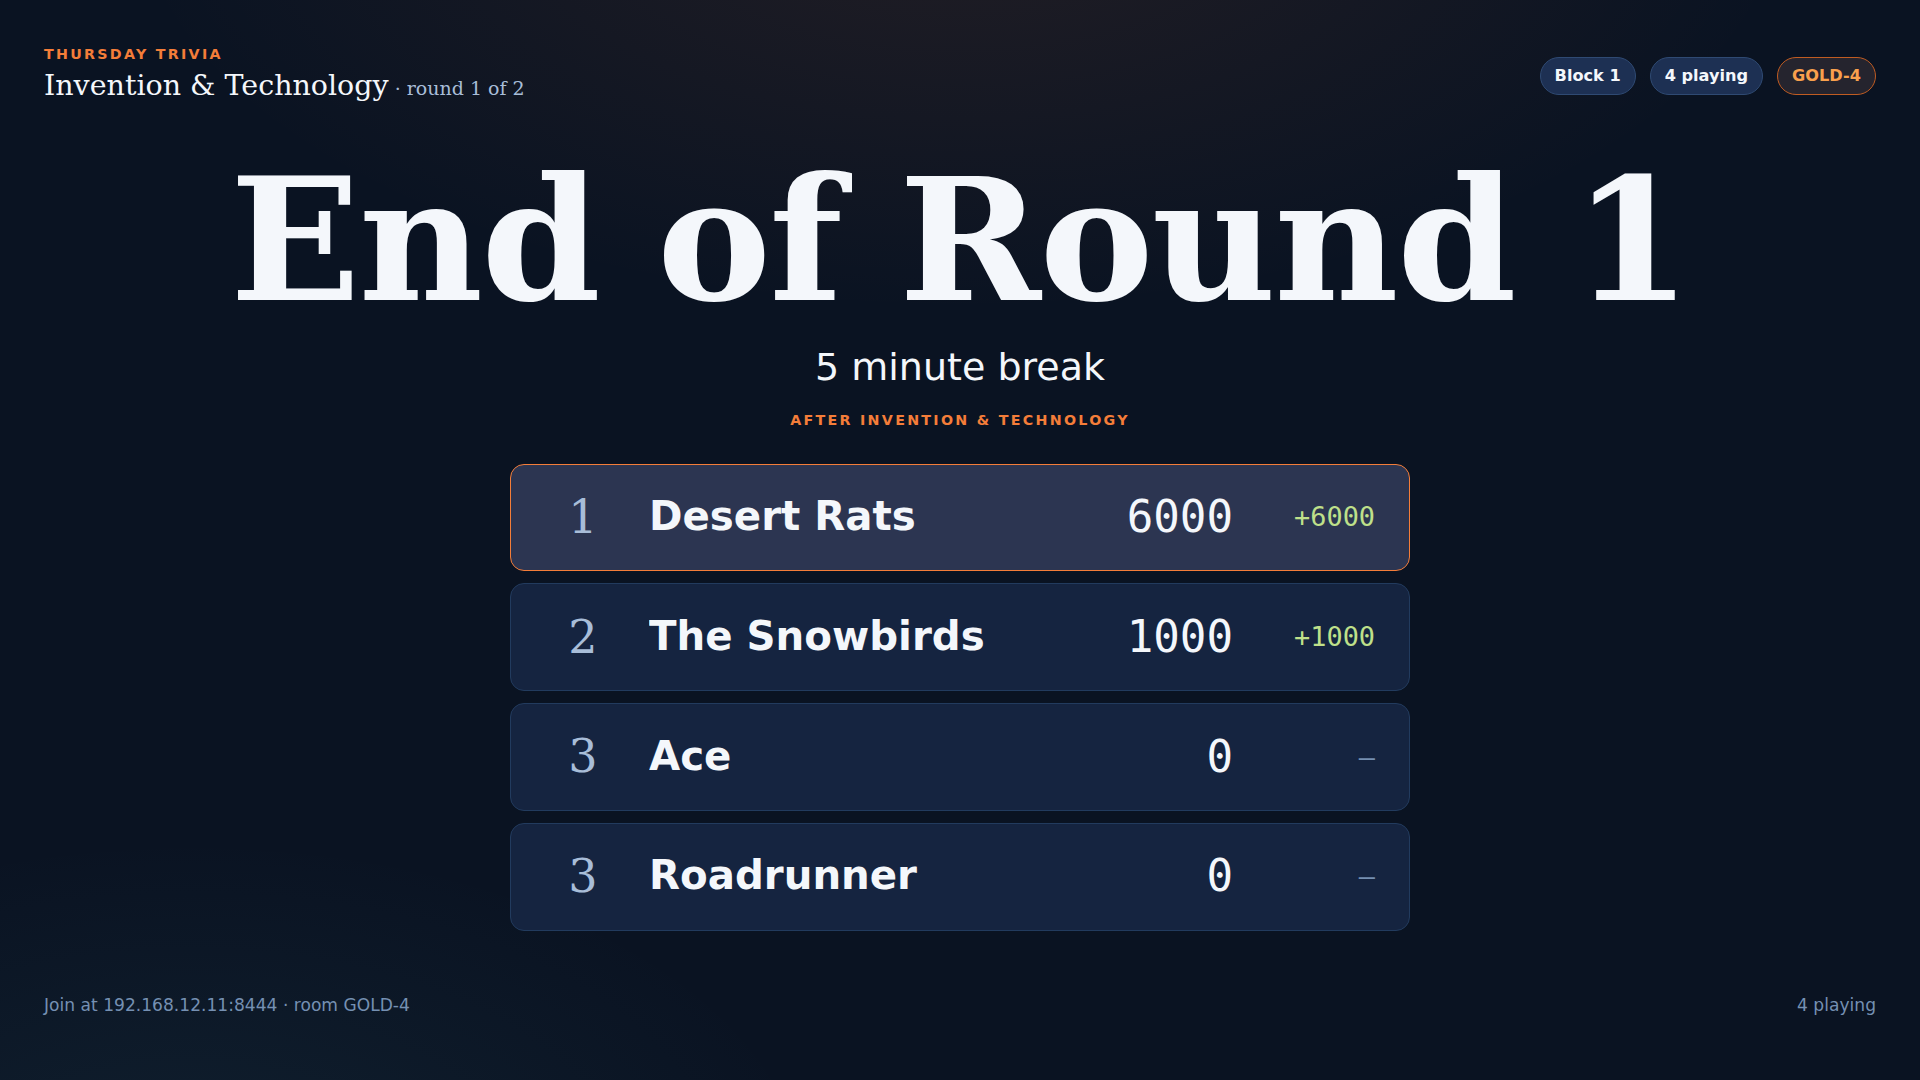 THURSDAY TRIVIA
Invention & Technology · round 1 of 2
Block 1
4 playing
GOLD-4
End of Round 1
5 minute break
AFTER INVENTION & TECHNOLOGY
1 Desert Rats 6000 +6000
2 The Snowbirds 1000 +1000
3 Ace 0 –
3 Roadrunner 0 –
Join at 192.168.12.11:8444 · room GOLD-4
4 playing